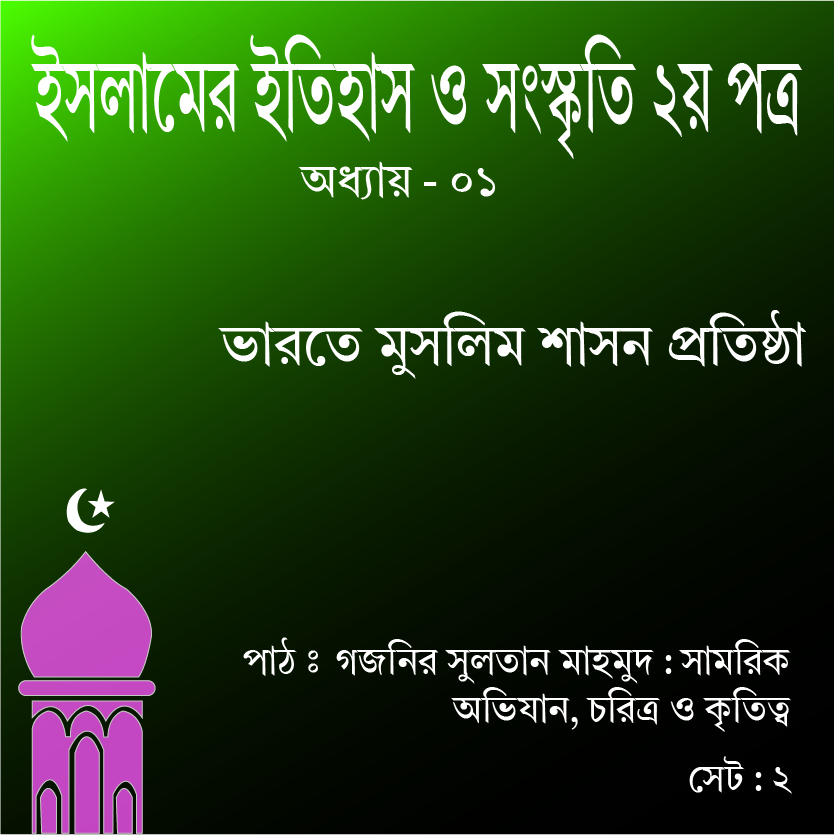 ইসলামের ইতিহাস ও সংস্কৃতি ২য় পত্র
অধ্যায় - ০১
ভারতে মুসলিম শাসন প্রতিষ্ঠা
পাঠ ঃ গজনির সুলতান মাহমুদ : সামরিক
অভিযান, চরিত্র ও কৃতিত্ব
সেট : ২